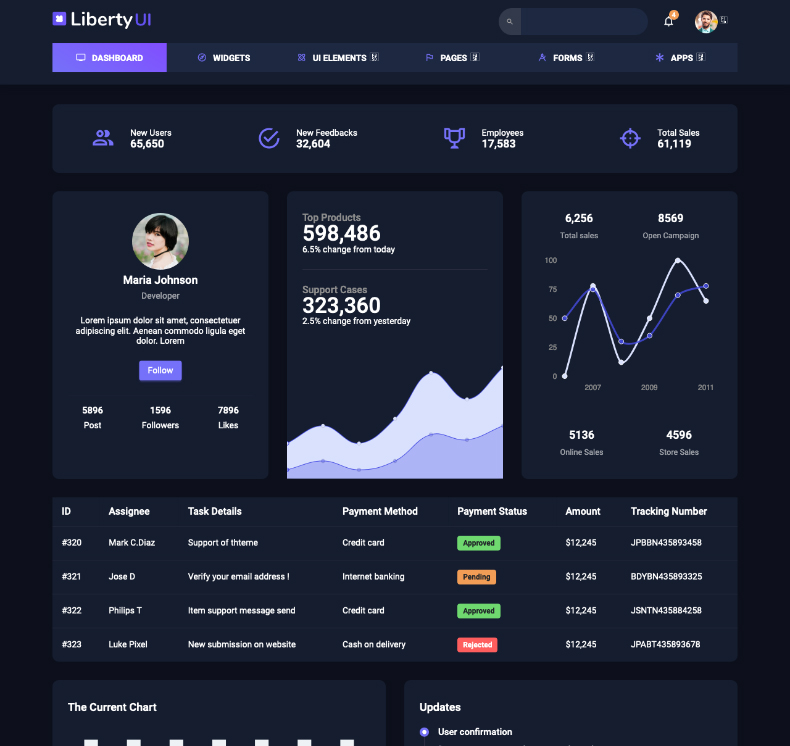 LibertyUI
4
DASHBOARD
WIDGETS
UI ELEMENTS
PAGES
FORMS
APPS
New Users
65,650
New Feedbacks
32,604
Employees
17,583
Total Sales
61,119
Maria Johnson
Developer
Lorem ipsum dolor sit amet, consectetuer
adipiscing elit. Aenean commodo ligula eget
dolor. Lorem
Follow
5896 1596 7896
Post Followers Likes
Top Products
598,486
6.5% change from today
Support Cases
323,360
2.5% change from yesterday
6,256 8569
Total sales Open Campaign
100
75
50
25
0
2007 2009 2011
5136 4596
Online Sales Store Sales
ID Assignee Task Details Payment Method Payment Status Amount Tracking Number
#320 Mark C.Diaz Support of thteme Credit card Approved $12,245 JPBBN435893458
#321 Jose D Verify your email address ! Internet banking Pending $12,245 BDYBN435893325
#322 Philips T Item support message send Credit card Approved $12,245 JSNTN435884258
#323 Luke Pixel New submission on website Cash on delivery Rejected $12,245 JPABT435893678
The Current Chart
Updates
User confirmation